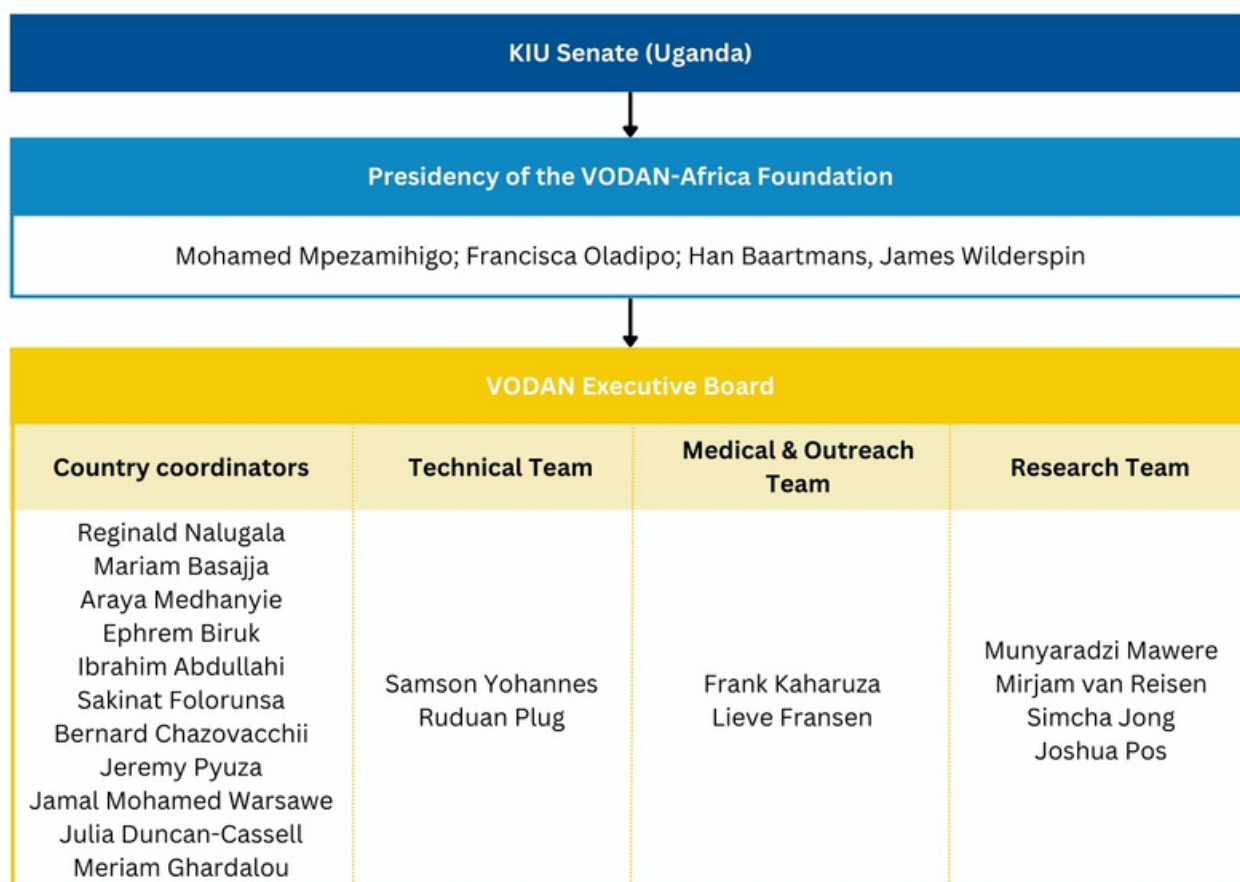 KIU Senate (Uganda)
Presidency of the VODAN-Africa Foundation
Mohamed Mpezamihigo; Francisca Oladipo; Han Baartmans, James Wilderspin
VODAN Executive Board
Country coordinators
Reginald Nalugala
Mariam Basajja
Araya Medhanyie
Ephrem Biruk
Ibrahim Abdullahi
Sakinat Folorunsa
Bernard Chazovacchii
Jeremy Pyuza
Jamal Mohamed Warsawe
Julia Duncan-Cassell
Meriam Ghardalou
Technical Team
Samson Yohannes
Ruduan Plug
Medical & Outreach
Team
Frank Kaharuza
Lieve Fransen
Research Team
Munyaradzi Mawere
Mirjam van Reisen
Simcha Jong
Joshua Pos